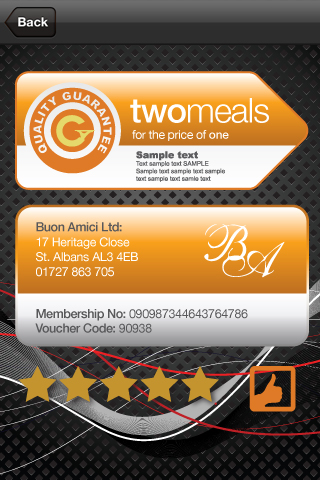 Back
QUALITY GUARANTEE
G
twomeals
for the price of one
Sample text
Text sample text SAMPLE
Sample text sample text sample text
text sample text sample text
Buon Amici Ltd:
17 Heritage Close
St. Albans AL3 4EB
01727 863 705
BA
Membership No: 090987344643764786
Voucher Code: 90938